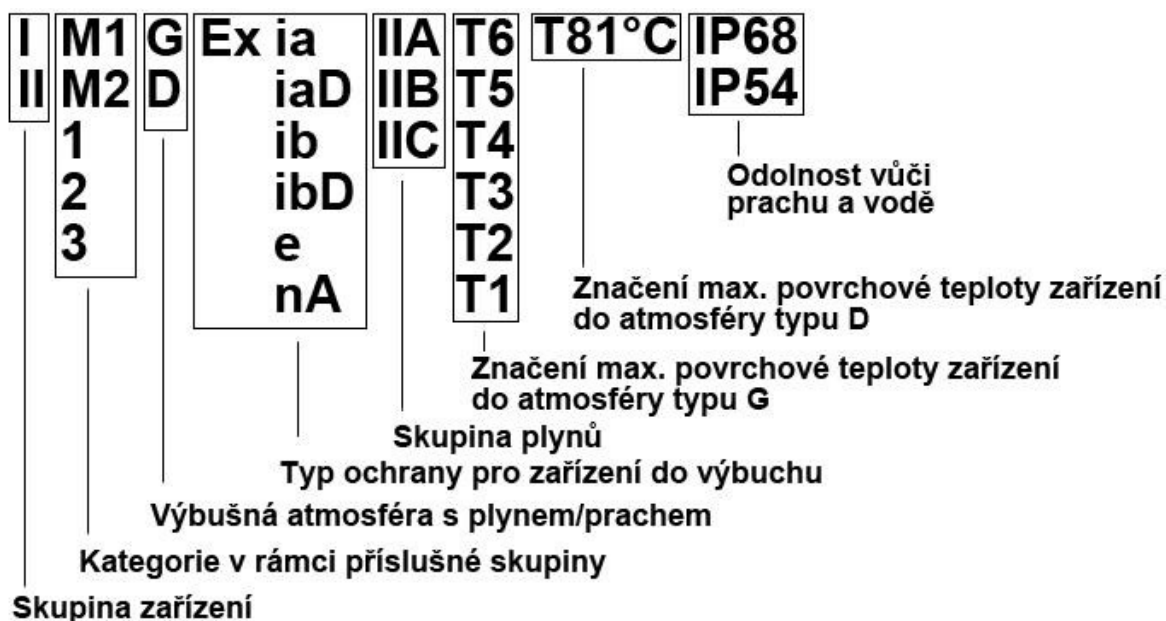 I M1 G Ex ia IIA T6 T81°C IP68
II M2 D iaD IIB T5 IP54
1 ib IIC T4
2 ibD T3
3 e T2
nA T1
Odolnost vůči
prachu a vodě
Značení max. povrchové teploty zařízení
do atmosféry typu D
Značení max. povrchové teploty zařízení
do atmosféry typu G
Skupina plynů
Typ ochrany pro zařízení do výbuchu
Výbušná atmosféra s plynem/prachem
Kategorie v rámci příslušné skupiny
Skupina zařízení